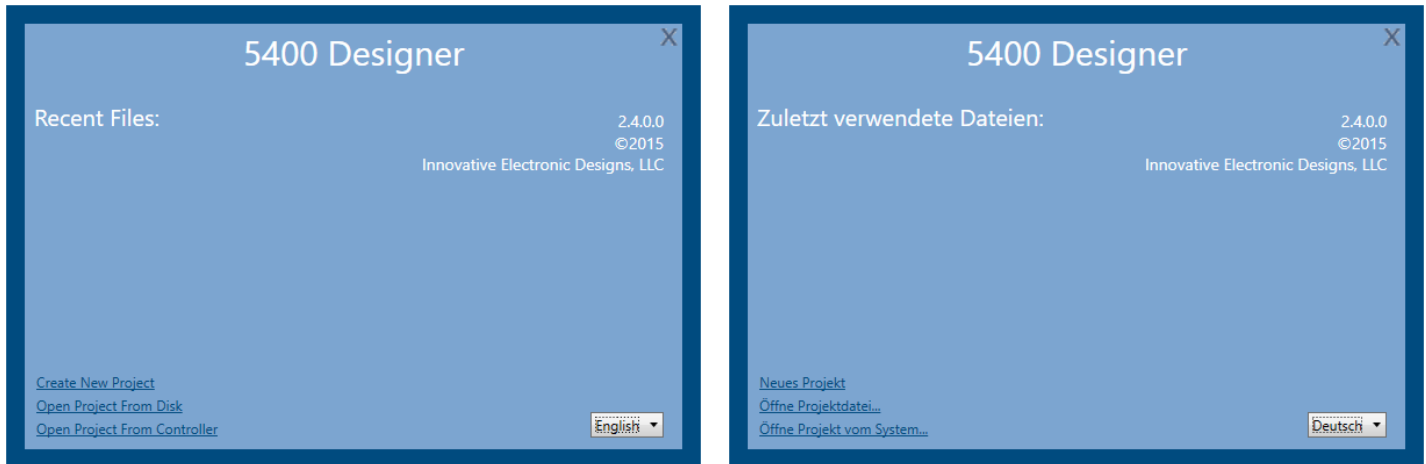 5400 Designer
X
Recent Files:
2.4.0.0
©2015
Innovative Electronic Designs, LLC
Create New Project
Open Project From Disk
Open Project From Controller
English
5400 Designer
X
Zuletzt verwendete Dateien:
2.4.0.0
©2015
Innovative Electronic Designs, LLC
Neues Projekt
Öffne Projektdatei...
Öffne Projekt vom System...
Deutsch